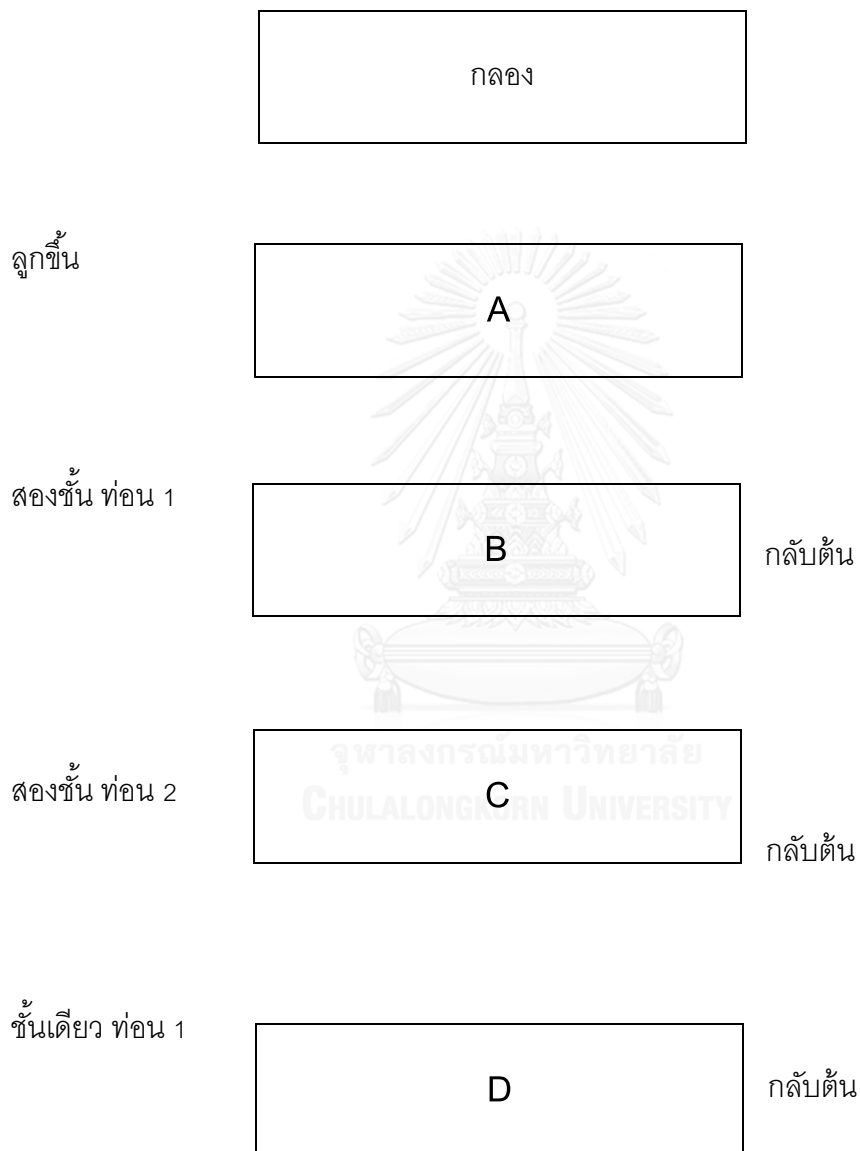 กลอง
ลูกขึ้น
A
สองชั้น ท่อน 1
B
กลับต้น
จุฬาลงกรณ์มหาวิทยาลัย
สองชั้น ท่อน 2
C
CHULALONGKORN UNIVERSITY
กลับต้น
ชั้นเดียว ท่อน 1
D
กลับต้น